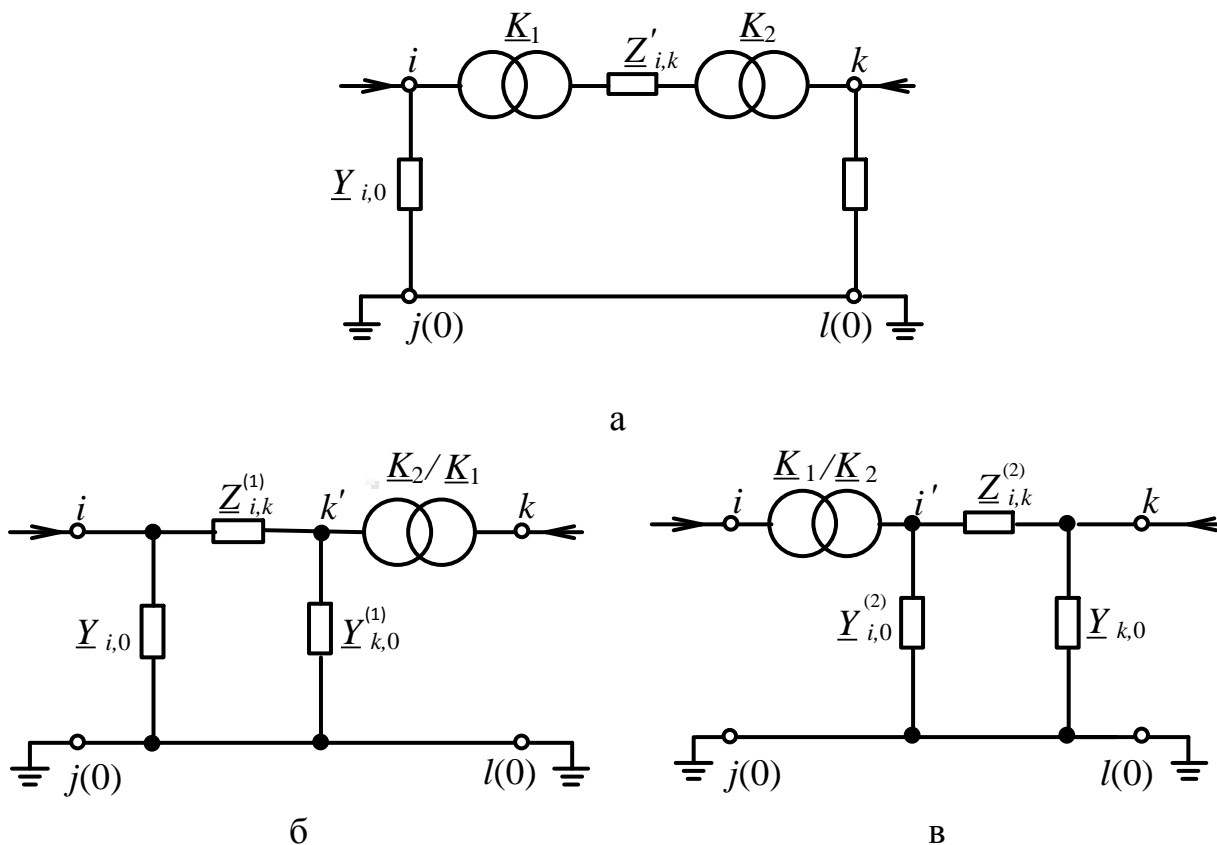 K₁ K₂
i Z'i,k k
Y i,0
j(0) l(0)
а
K₂/K₁ K₁/K₂
i Z(1)i,k k' k i i' Z(2)i,k k
Y i,0 Y(1)k,0 Y(2)i,0 Y k,0
j(0) l(0) j(0) l(0)
б в